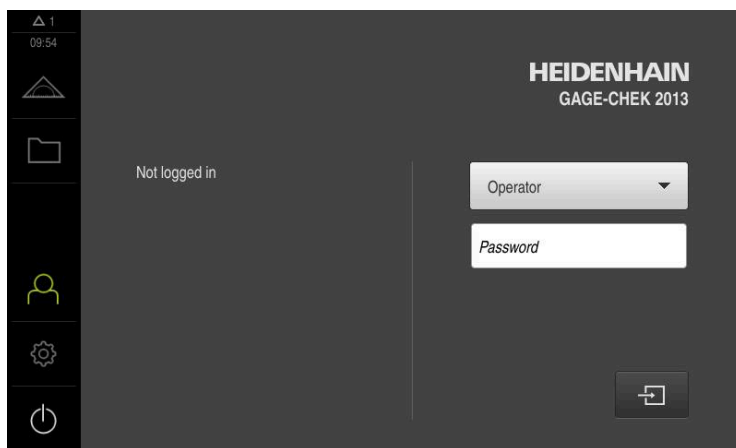 1
09:54
HEIDENHAIN
GAGE-CHEK 2013
Not logged in
Operator
Password